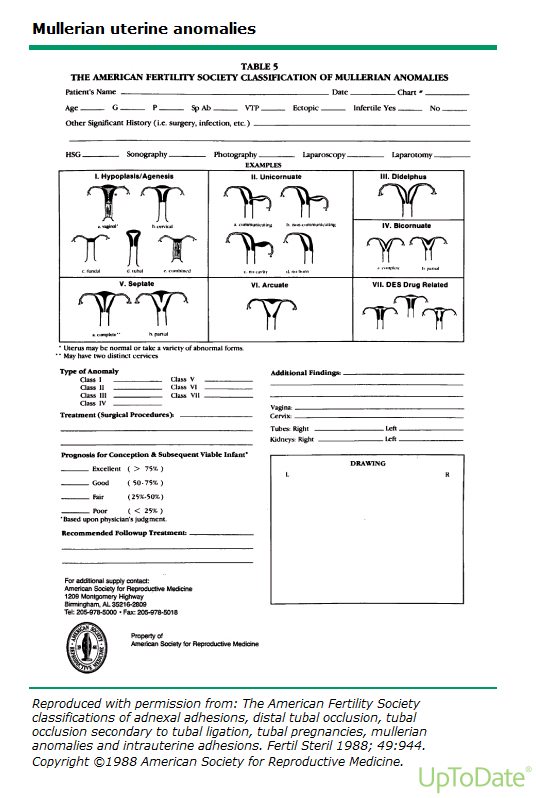 Mullerian uterine anomalies
TABLE 5
THE AMERICAN FERTILITY SOCIETY CLASSIFICATION OF MULLERIAN ANOMALIES
Patient's Name Date Chart #
Age G P Sp Ab VTP Ectopic Infertile Yes No
Other Significant History (i.e. surgery, infection, etc.)
HSG Sonography Photography Laparoscopy Laparotomy
EXAMPLES
I. Hypoplasis/Agenesis
a. vaginal* b. cervical
c. fundal d. tubal e. combined
II. Unicornuate
a. communicating b. non-communicating
c. no cavity d. no horn
III. Didelphus
IV. Bicornuate
a. complete b. partial
V. Septate
a. complete** b. partial
VI. Arcuate
VII. DES Drug Related
* Uterus may be normal or take a variety of abnormal forms.
** May have two distinct cervices
Type of Anomaly
Class I Class V
Class II Class VI
Class III Class VII
Class IV
Treatment (Surgical Procedures):
Prognosis for Conception & Subsequent Viable Infant*
Excellent ( > 75% )
Good ( 50-75% )
Fair (25%-50%)
Poor ( < 25% )
*Based upon physician's judgment.
Recommended Followup Treatment:
Additional Findings:
Vagina:
Cervix:
Tubes: Right Left
Kidneys: Right Left
DRAWING
L R
For additional supply contact:
American Society for Reproductive Medicine
1209 Montgomery Highway
Birmingham, AL 35216-2809
Tel: 205-978-5000 • Fax: 205-978-5018
AMERICAN SOCIETY
REPRODUCTIVE MEDICINE
Property of
American Society for Reproductive Medicine
Reproduced with permission from: The American Fertility Society
classifications of adnexal adhesions, distal tubal occlusion, tubal
occlusion secondary to tubal ligation, tubal pregnancies, mullerian
anomalies and intrauterine adhesions. Fertil Steril 1988; 49:944.
Copyright ©1988 American Society for Reproductive Medicine.
UpToDate®